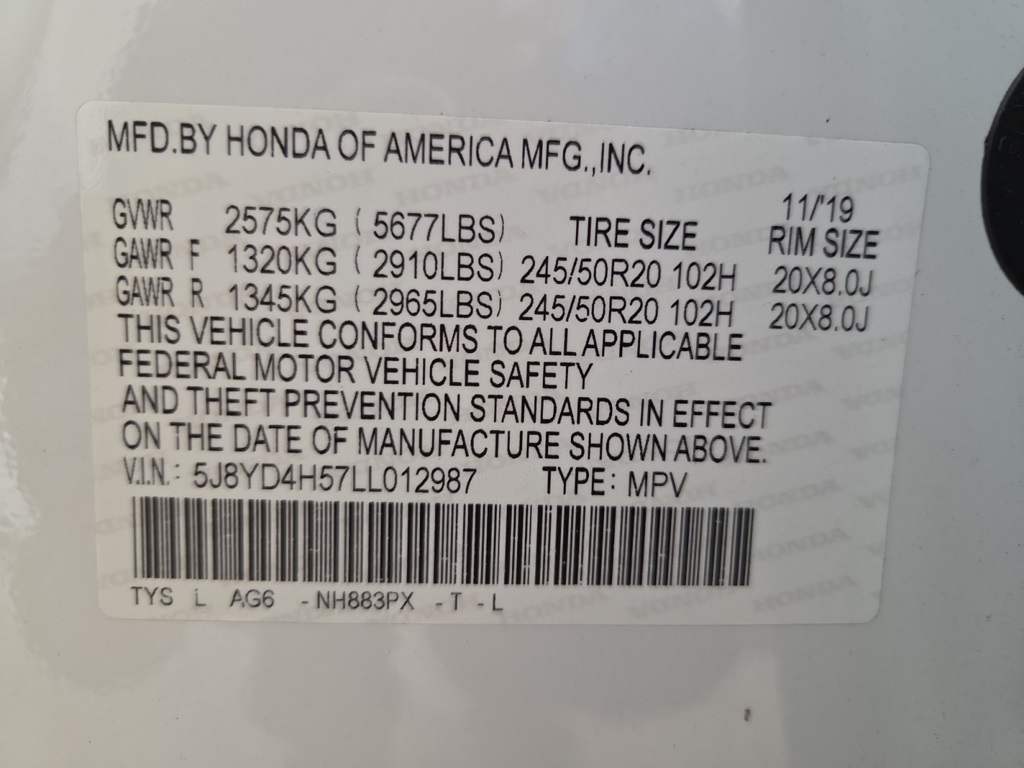 MFD.BY HONDA OF AMERICA MFG.,INC.
11/'19
GVWR 2575KG ( 5677LBS) TIRE SIZE RIM SIZE
GAWR F 1320KG ( 2910LBS) 245/50R20 102H 20X8.0J
GAWR R 1345KG ( 2965LBS) 245/50R20 102H 20X8.0J
THIS VEHICLE CONFORMS TO ALL APPLICABLE
FEDERAL MOTOR VEHICLE SAFETY
AND THEFT PREVENTION STANDARDS IN EFFECT
ON THE DATE OF MANUFACTURE SHOWN ABOVE.
V.I.N.: 5J8YD4H57LL012987 TYPE: MPV
TYS L AG6 -NH883PX -T -L